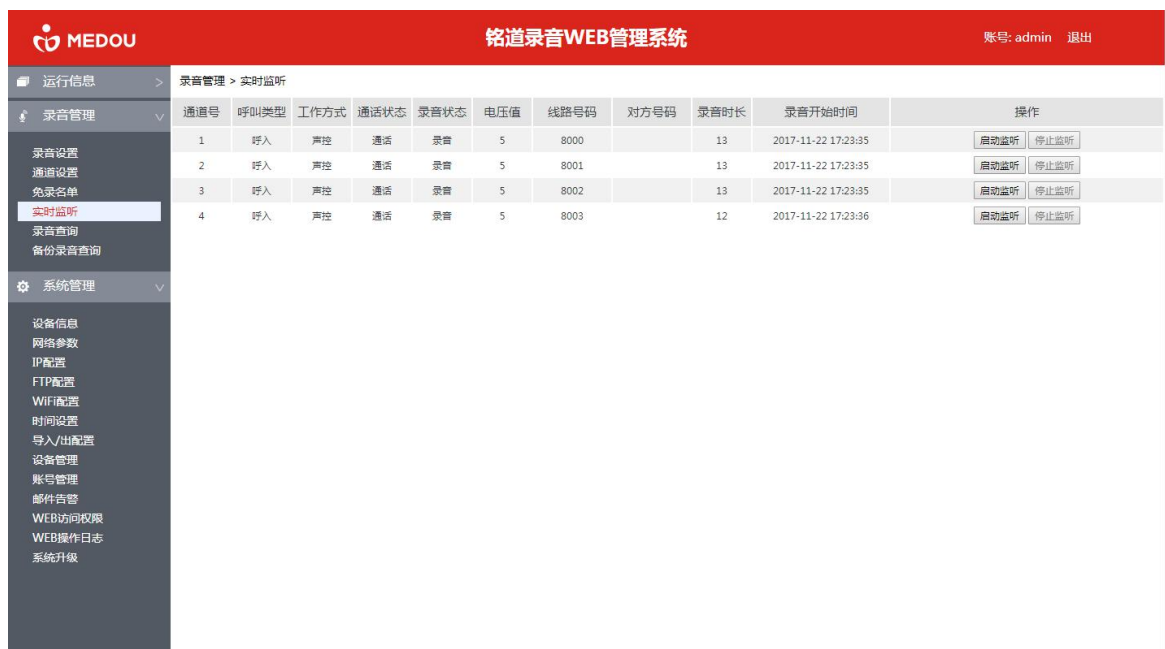 MEDOU 铭道录音WEB管理系统 账号: admin 退出
运行信息 >
录音管理 > 实时监听
录音管理
通道号 呼叫类型 工作方式 通话状态 录音状态 电压值 线路号码 对方号码 录音时长 录音开始时间 操作
1 呼入 声控 通话 录音 5 8000 13 2017-11-22 17:23:35 启动监听 停止监听
2 呼入 声控 通话 录音 5 8001 13 2017-11-22 17:23:35 启动监听 停止监听
3 呼入 声控 通话 录音 5 8002 13 2017-11-22 17:23:35 启动监听 停止监听
4 呼入 声控 通话 录音 5 8003 12 2017-11-22 17:23:36 启动监听 停止监听
录音设置
通道设置
免录名单
实时监听
录音查询
备份录音查询
系统管理
设备信息
网络参数
IP配置
FTP配置
WiFi配置
时间设置
导入/出配置
设备管理
账号管理
邮件告警
WEB访问权限
WEB操作日志
系统升级